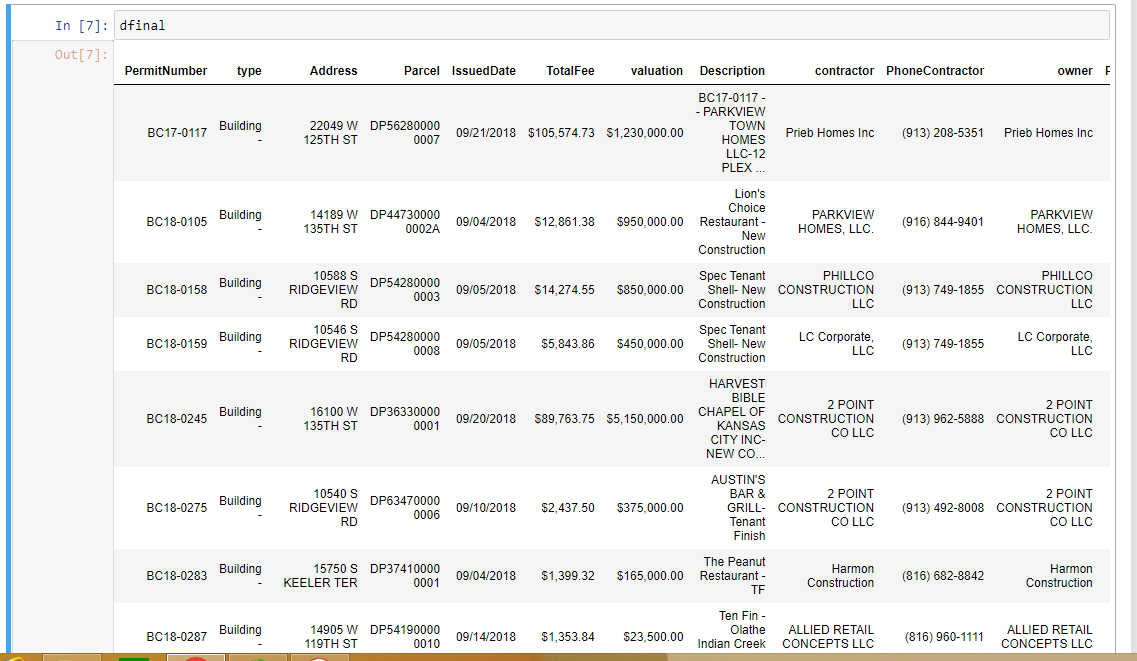 In [7]: dfinal
Out[7]:
PermitNumber type Address Parcel IssuedDate TotalFee valuation Description contractor PhoneContractor owner
BC17-0117 Building - 22049 W 125TH ST DP56280000 0007 09/21/2018 $105,574.73 $1,230,000.00 BC17-0117 - - PARKVIEW TOWN HOMES LLC-12 PLEX ... Prieb Homes Inc (913) 208-5351 Prieb Homes Inc
BC18-0105 Building - 14189 W 135TH ST DP44730000 0002A 09/04/2018 $12,861.38 $950,000.00 Lion's Choice Restaurant - New Construction PARKVIEW HOMES, LLC. (916) 844-9401 PARKVIEW HOMES, LLC.
BC18-0158 Building - 10588 S RIDGEVIEW RD DP54280000 0003 09/05/2018 $14,274.55 $850,000.00 Spec Tenant Shell- New Construction PHILLCO CONSTRUCTION LLC (913) 749-1855 PHILLCO CONSTRUCTION LLC
BC18-0159 Building - 10546 S RIDGEVIEW RD DP54280000 0008 09/05/2018 $5,843.86 $450,000.00 Spec Tenant Shell- New Construction LC Corporate, LLC (913) 749-1855 LC Corporate, LLC
BC18-0245 Building - 16100 W 135TH ST DP36330000 0001 09/20/2018 $89,763.75 $5,150,000.00 HARVEST BIBLE CHAPEL OF KANSAS CITY INC- NEW CO... 2 POINT CONSTRUCTION CO LLC (913) 962-5888 2 POINT CONSTRUCTION CO LLC
BC18-0275 Building - 10540 S RIDGEVIEW RD DP63470000 0006 09/10/2018 $2,437.50 $375,000.00 AUSTIN'S BAR & GRILL- Tenant Finish 2 POINT CONSTRUCTION CO LLC (913) 492-8008 2 POINT CONSTRUCTION CO LLC
BC18-0283 Building - 15750 S KEELER TER DP37410000 0001 09/04/2018 $1,399.32 $165,000.00 The Peanut Restaurant - TF Harmon Construction (816) 682-8842 Harmon Construction
BC18-0287 Building - 14905 W 119TH ST DP54190000 0010 09/14/2018 $1,353.84 $23,500.00 Ten Fin - Olathe Indian Creek ALLIED RETAIL CONCEPTS LLC (816) 960-1111 ALLIED RETAIL CONCEPTS LLC